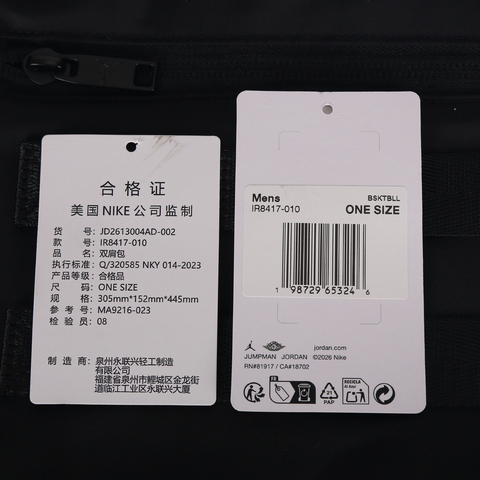 合格证
美国NIKE公司监制
货号: JD2613004AD-002
款号: IR8417-010
品名: 双肩包
执行标准: Q/320585 NKY 014-2023
产品等级: 合格品
尺码: ONE SIZE
规格: 305mm*152mm*445mm
参考号: MA9216-023
检验员: 08
制造商: 泉州永联兴轻工制造
有限公司
福建省泉州市鲤城区金龙街
道临江工业区永联兴大厦
Mens
BSKTBLL
IR8417-010
ONE SIZE
1 98729 65324 6
jordan.com
JUMPMAN JORDAN ©2026 Nike
RN#81917 / CA#18702
FR
21
PAP
RECICLA